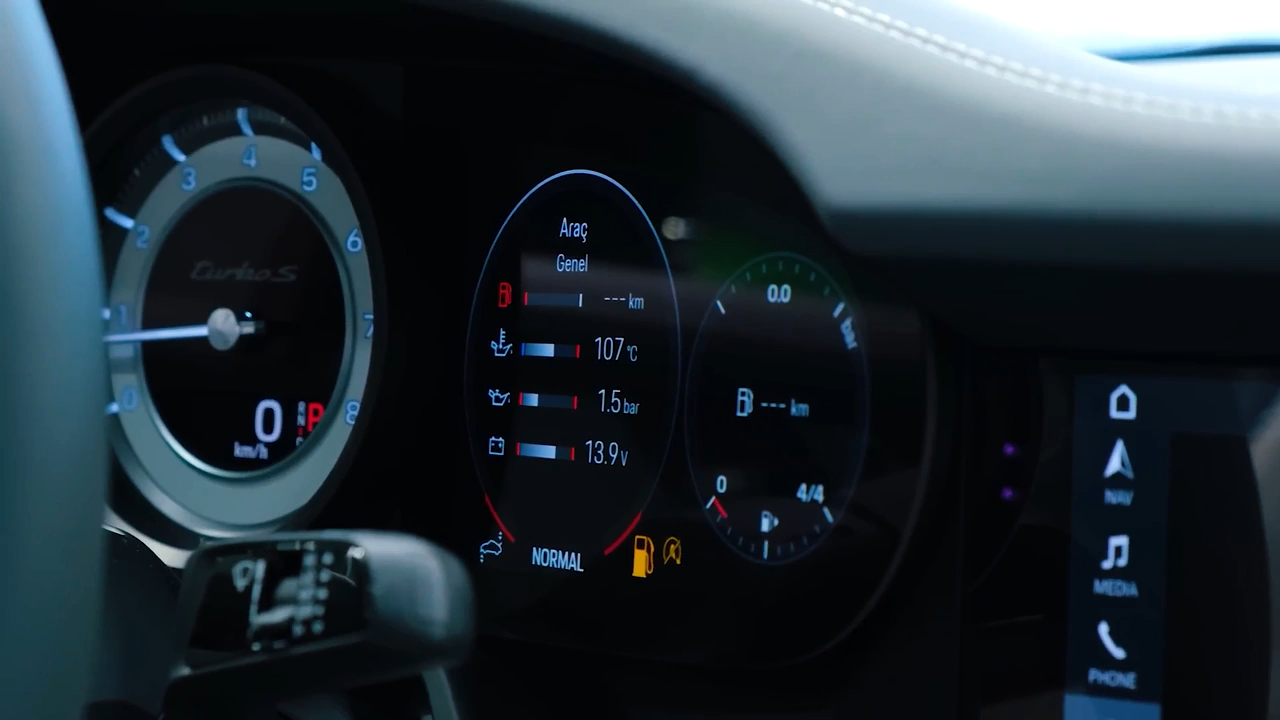 0
1
2
3
4
5
6
7
8
turbo S
0
km/h
P
Araç
Genel
--- km
107 °C
1.5 bar
13.9 V
NORMAL
0.0
bar
--- km
0
4/4
NAV
MEDIA
PHONE